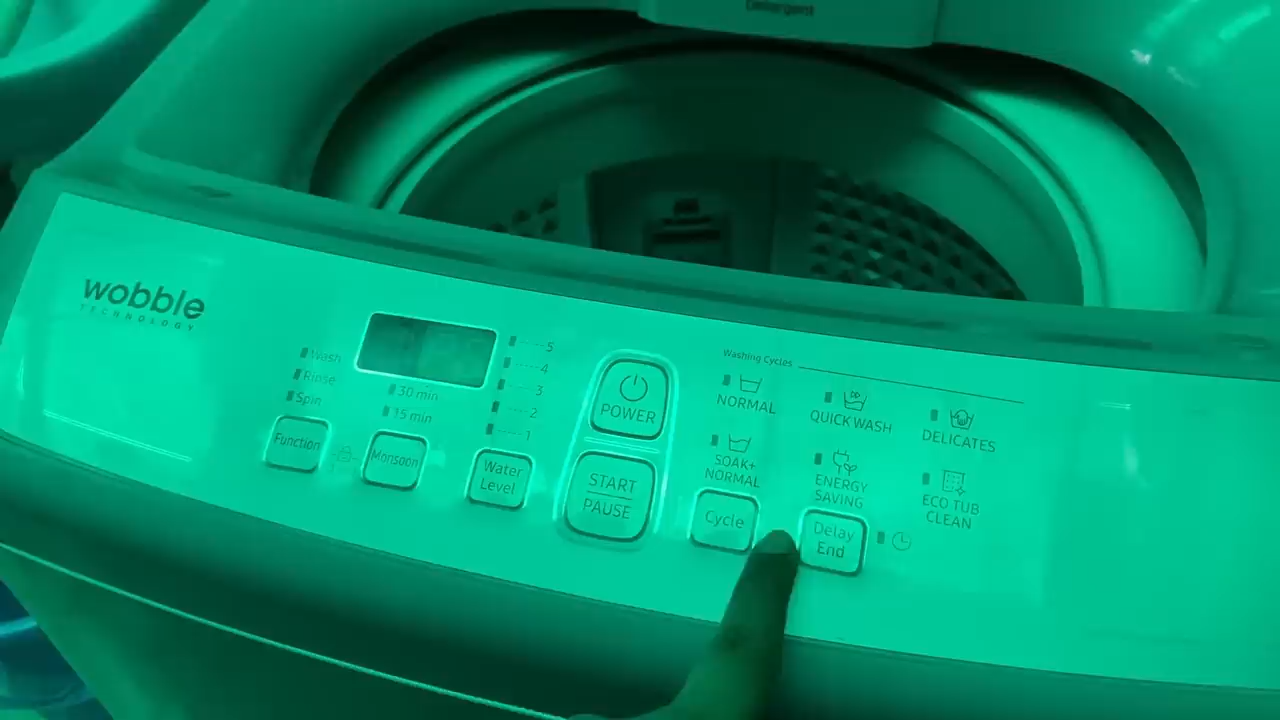 Detergent
wobble
TECHNOLOGY
Wash
Rinse
Spin
30 min
15 min
5
4
3
2
1
Function
Monsoon
Water
Level
POWER
START
PAUSE
Washing Cycles
NORMAL
QUICK WASH
DELICATES
SOAK+
NORMAL
ENERGY
SAVING
ECO TUB
CLEAN
Cycle
Delay
End